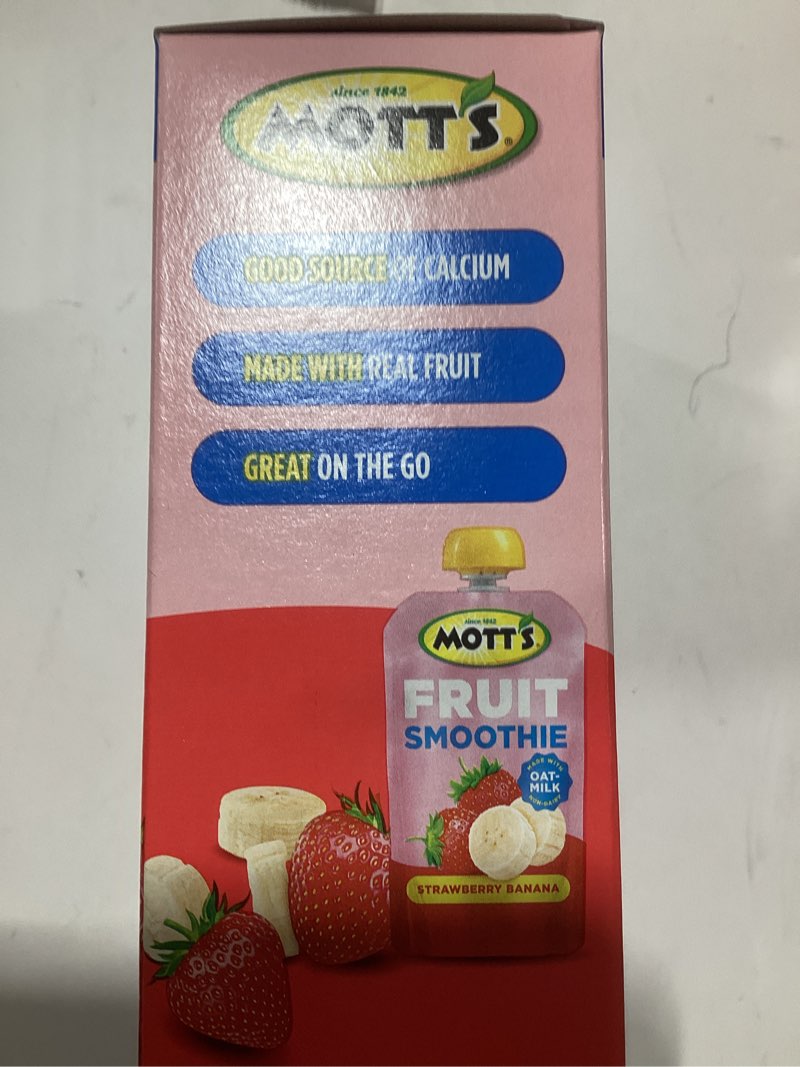 since 1842
MOTT'S®
GOOD SOURCE OF CALCIUM
MADE WITH REAL FRUIT
GREAT ON THE GO
since 1842
MOTT'S®
FRUIT
SMOOTHIE
MADE WITH
OAT-
MILK
NON-DAIRY
STRAWBERRY BANANA